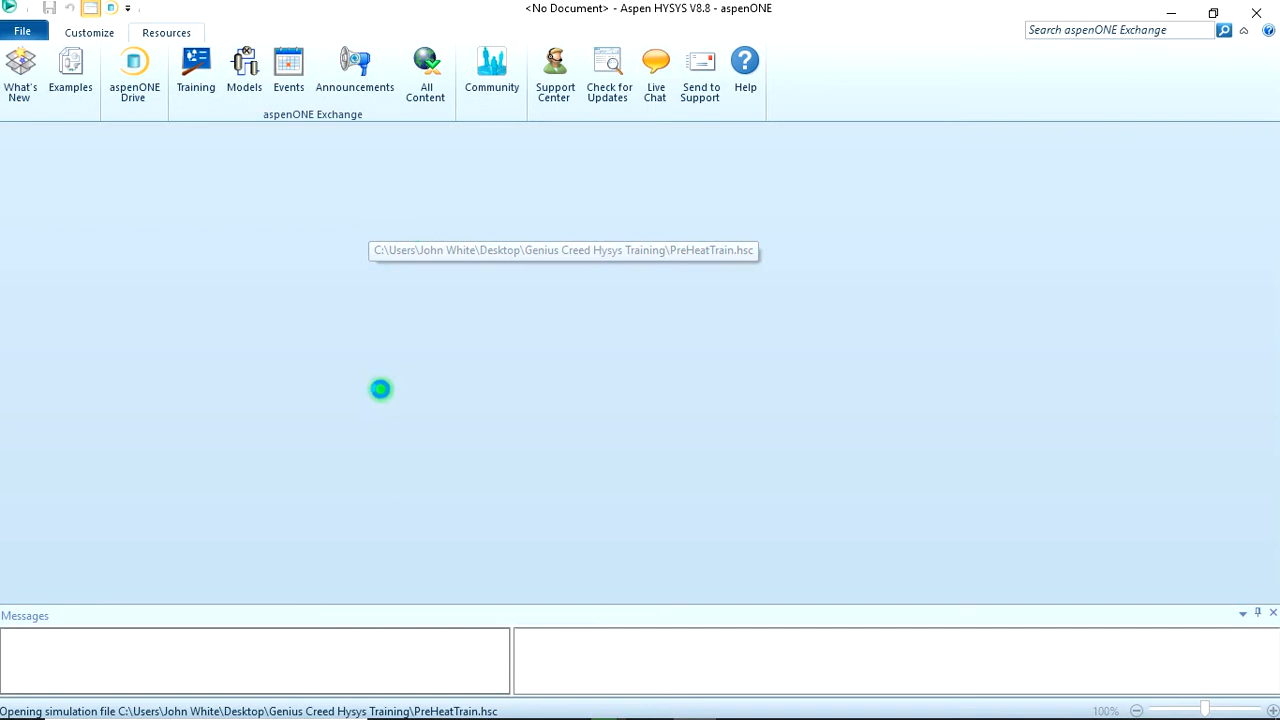 <No Document> - Aspen HYSYS V8.8 - aspenONE
File
Customize
Resources
Search aspenONE Exchange
What's New
Examples
aspenONE Drive
Training
Models
Events
Announcements
All Content
Community
Support Center
Check for Updates
Live Chat
Send to Support
Help
aspenONE Exchange
C:\Users\John White\Desktop\Genius Creed Hysys Training\PreHeatTrain.hsc
Messages
Opening simulation file C:\Users\John White\Desktop\Genius Creed Hysys Training\PreHeatTrain.hsc
100%